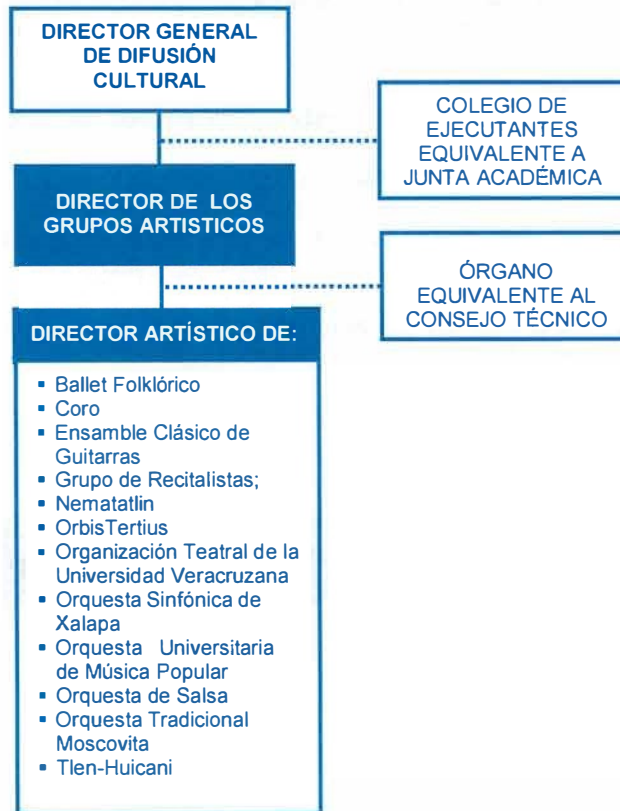 DIRECTOR GENERAL
DE DIFUSIÓN
CULTURAL
COLEGIO DE
EJECUTANTES
EQUIVALENTE A
JUNTA ACADÉMICA
DIRECTOR DE LOS
GRUPOS ARTISTICOS
ÓRGANO
EQUIVALENTE AL
CONSEJO TÉCNICO
DIRECTOR ARTÍSTICO DE:
▪ Ballet Folklórico
▪ Coro
▪ Ensamble Clásico de
Guitarras
▪ Grupo de Recitalistas;
▪ Nematatlin
▪ OrbisTertius
▪ Organización Teatral de la
Universidad Veracruzana
▪ Orquesta Sinfónica de
Xalapa
▪ Orquesta Universitaria
de Música Popular
▪ Orquesta de Salsa
▪ Orquesta Tradicional
Moscovita
▪ Tlen-Huicani